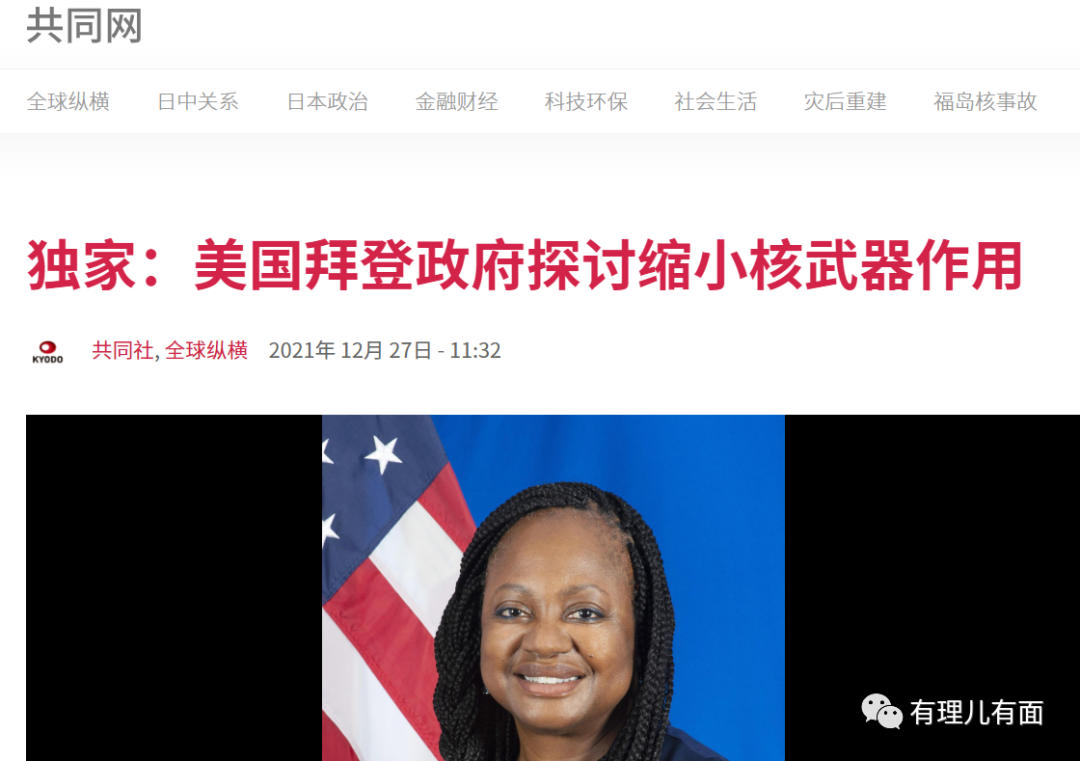 共同网
全球纵横 日中关系 日本政治 金融财经 科技环保 社会生活 灾后重建 福岛核事故
独家：美国拜登政府探讨缩小核武器作用
KYODO 共同社, 全球纵横 2021年 12月 27日 - 11:32
有理儿有面